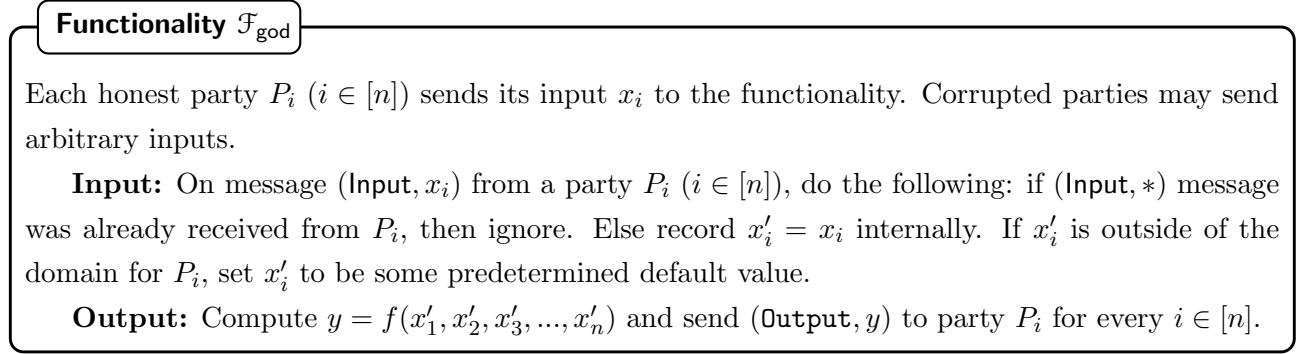 Functionality ℱ_god
Each honest party P_i (i ∈ [n]) sends its input x_i to the functionality. Corrupted parties may send
arbitrary inputs.
Input: On message (Input, x_i) from a party P_i (i ∈ [n]), do the following: if (Input, ∗) message
was already received from P_i, then ignore. Else record x'_i = x_i internally. If x'_i is outside of the
domain for P_i, set x'_i to be some predetermined default value.
Output: Compute y = f(x'_1, x'_2, x'_3, ..., x'_n) and send (Output, y) to party P_i for every i ∈ [n].